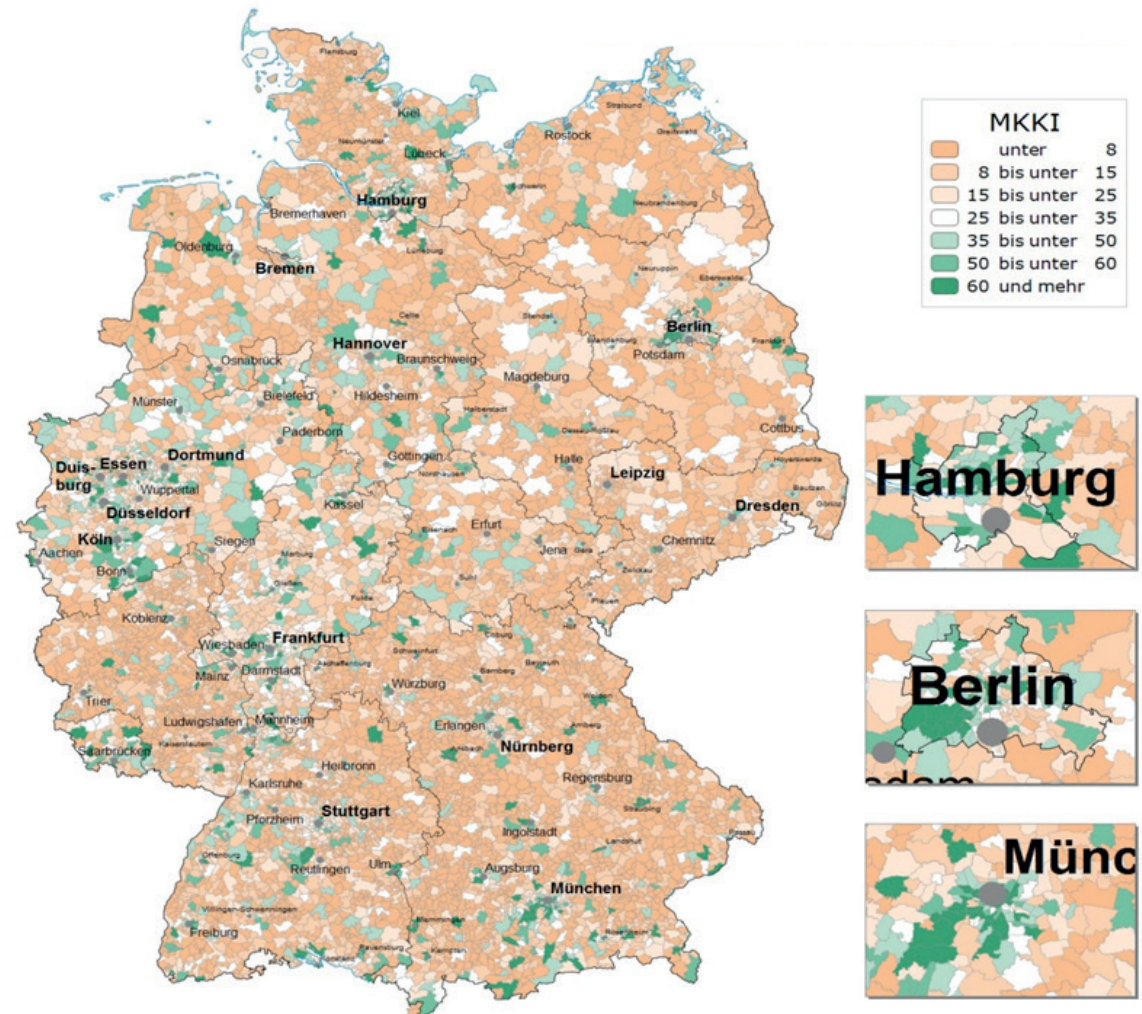 Flensburg
Kiel
Stralsund
Rostock
Greifswald
Neumünster
Lübeck
Schwerin
Hamburg
Bremerhaven
Neubrandenburg
Oldenburg
Lüneburg
Bremen
Neuruppin
Eberswalde
Celle
Stendal
Berlin
Hannover
Brandenburg
Frankfurt
Osnabrück
Braunschweig
Potsdam
Magdeburg
Münster
Bielefeld
Hildesheim
Halberstadt
Paderborn
Dessau-Roßlau
Cottbus
Duis-
burg
Essen
Dortmund
Göttingen
Nordhausen
Halle
Leipzig
Hoyerswerda
Wuppertal
Kassel
Bautzen
Görlitz
Düsseldorf
Dresden
Köln
Siegen
Eisenach
Erfurt
Jena
Gera
Chemnitz
Aachen
Bonn
Marburg
Gießen
Suhl
Zwickau
Plauen
Koblenz
Fulda
Hof
Wiesbaden
Frankfurt
Coburg
Mainz
Darmstadt
Aschaffenburg
Schweinfurt
Bamberg
Bayreuth
Trier
Würzburg
Weiden
Ludwigshafen
Mannheim
Erlangen
Amberg
Saarbrücken
Kaiserslautern
Ansbach
Nürnberg
Heilbronn
Karlsruhe
Regensburg
Pforzheim
Stuttgart
Straubing
Ingolstadt
Passau
Offenburg
Reutlingen
Ulm
Augsburg
Landshut
München
Villingen-Schwenningen
Memmingen
Freiburg
Rosenheim
Ravensburg
Kempten
Konstanz
MKKI
unter 8
8 bis unter 15
15 bis unter 25
25 bis unter 35
35 bis unter 50
50 bis unter 60
60 und mehr
Hamburg
Berlin
adam
Münc